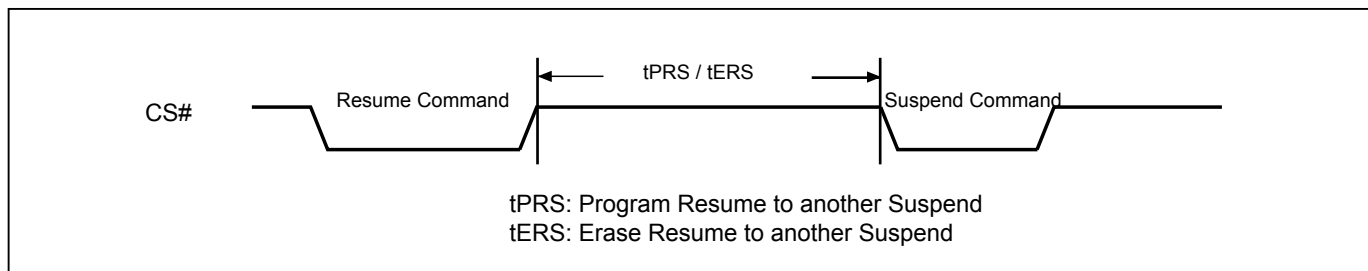 tPRS / tERS
Resume Command
Suspend Command
CS#
tPRS: Program Resume to another Suspend
tERS: Erase Resume to another Suspend